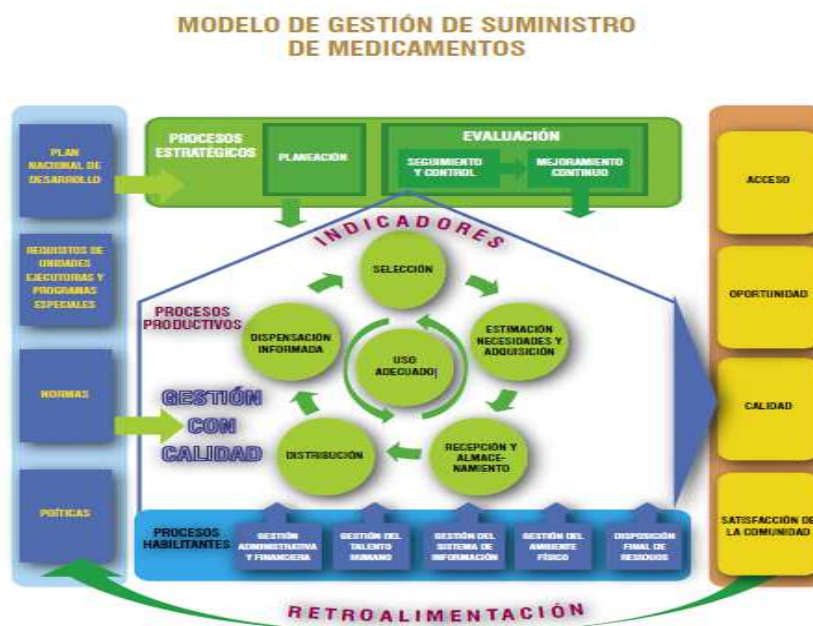 MODELO DE GESTIÓN DE SUMINISTRO
DE MEDICAMENTOS
PLAN
NACIONAL DE
DESARROLLO
REQUISITOS DE
UNIDADES
EJECUTORAS Y
PROGRAMAS
ESPECIALES
NORMAS
POÍTICAS
PROCESOS
ESTRATÉGICOS
PLANEACIÓN
EVALUACIÓN
SEGUIMIENTO
Y CONTROL
MEJORAMIENTO
CONTINUO
INDICADORES
PROCESOS
PRODUCTIVOS
SELECCIÓN
ESTIMACIÓN
NECESIDADES Y
ADQUISICIÓN
RECEPCIÓN Y
ALMACE-
NAMIENTO
DISTRIBUCIÓN
DISPENSACIÓN
INFORMADA
USO
ADECUADO
GESTIÓN
CON
CALIDAD
PROCESOS
HABILITANTES
GESTIÓN
ADMINISTRATIVA
Y FINANCIERA
GESTIÓN DEL
TALENTO
HUMANO
GESTIÓN DEL
SISTEMA DE
INFORMACIÓN
GESTIÓN DEL
AMBIENTE
FÍSICO
DISPOSICIÓN
FINAL DE
RESIDUOS
ACCESO
OPORTUNIDAD
CALIDAD
SATISFACCIÓN DE
LA COMUNIDAD
RETROALIMENTACIÓN